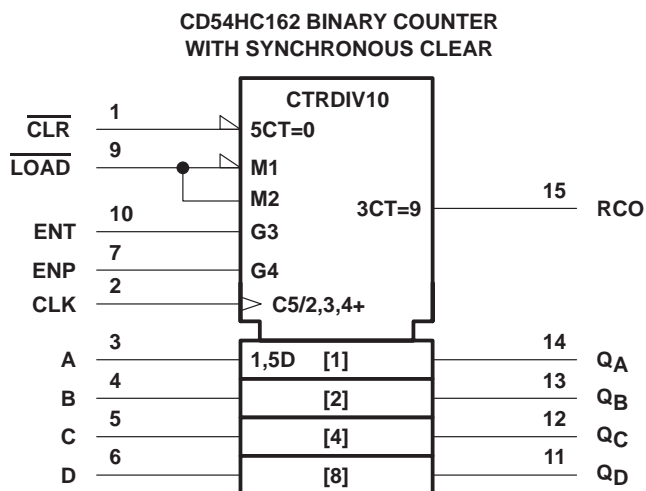 CD54HC162 BINARY COUNTER
WITH SYNCHRONOUS CLEAR
CTRDIV10
CLR 1 5CT=0
LOAD 9 M1
M2
3CT=9 15 RCO
ENT 10 G3
ENP 7 G4
CLK 2 C5/2,3,4+
A 3 1,5D [1] 14 QA
B 4 [2] 13 QB
C 5 [4] 12 QC
D 6 [8] 11 QD